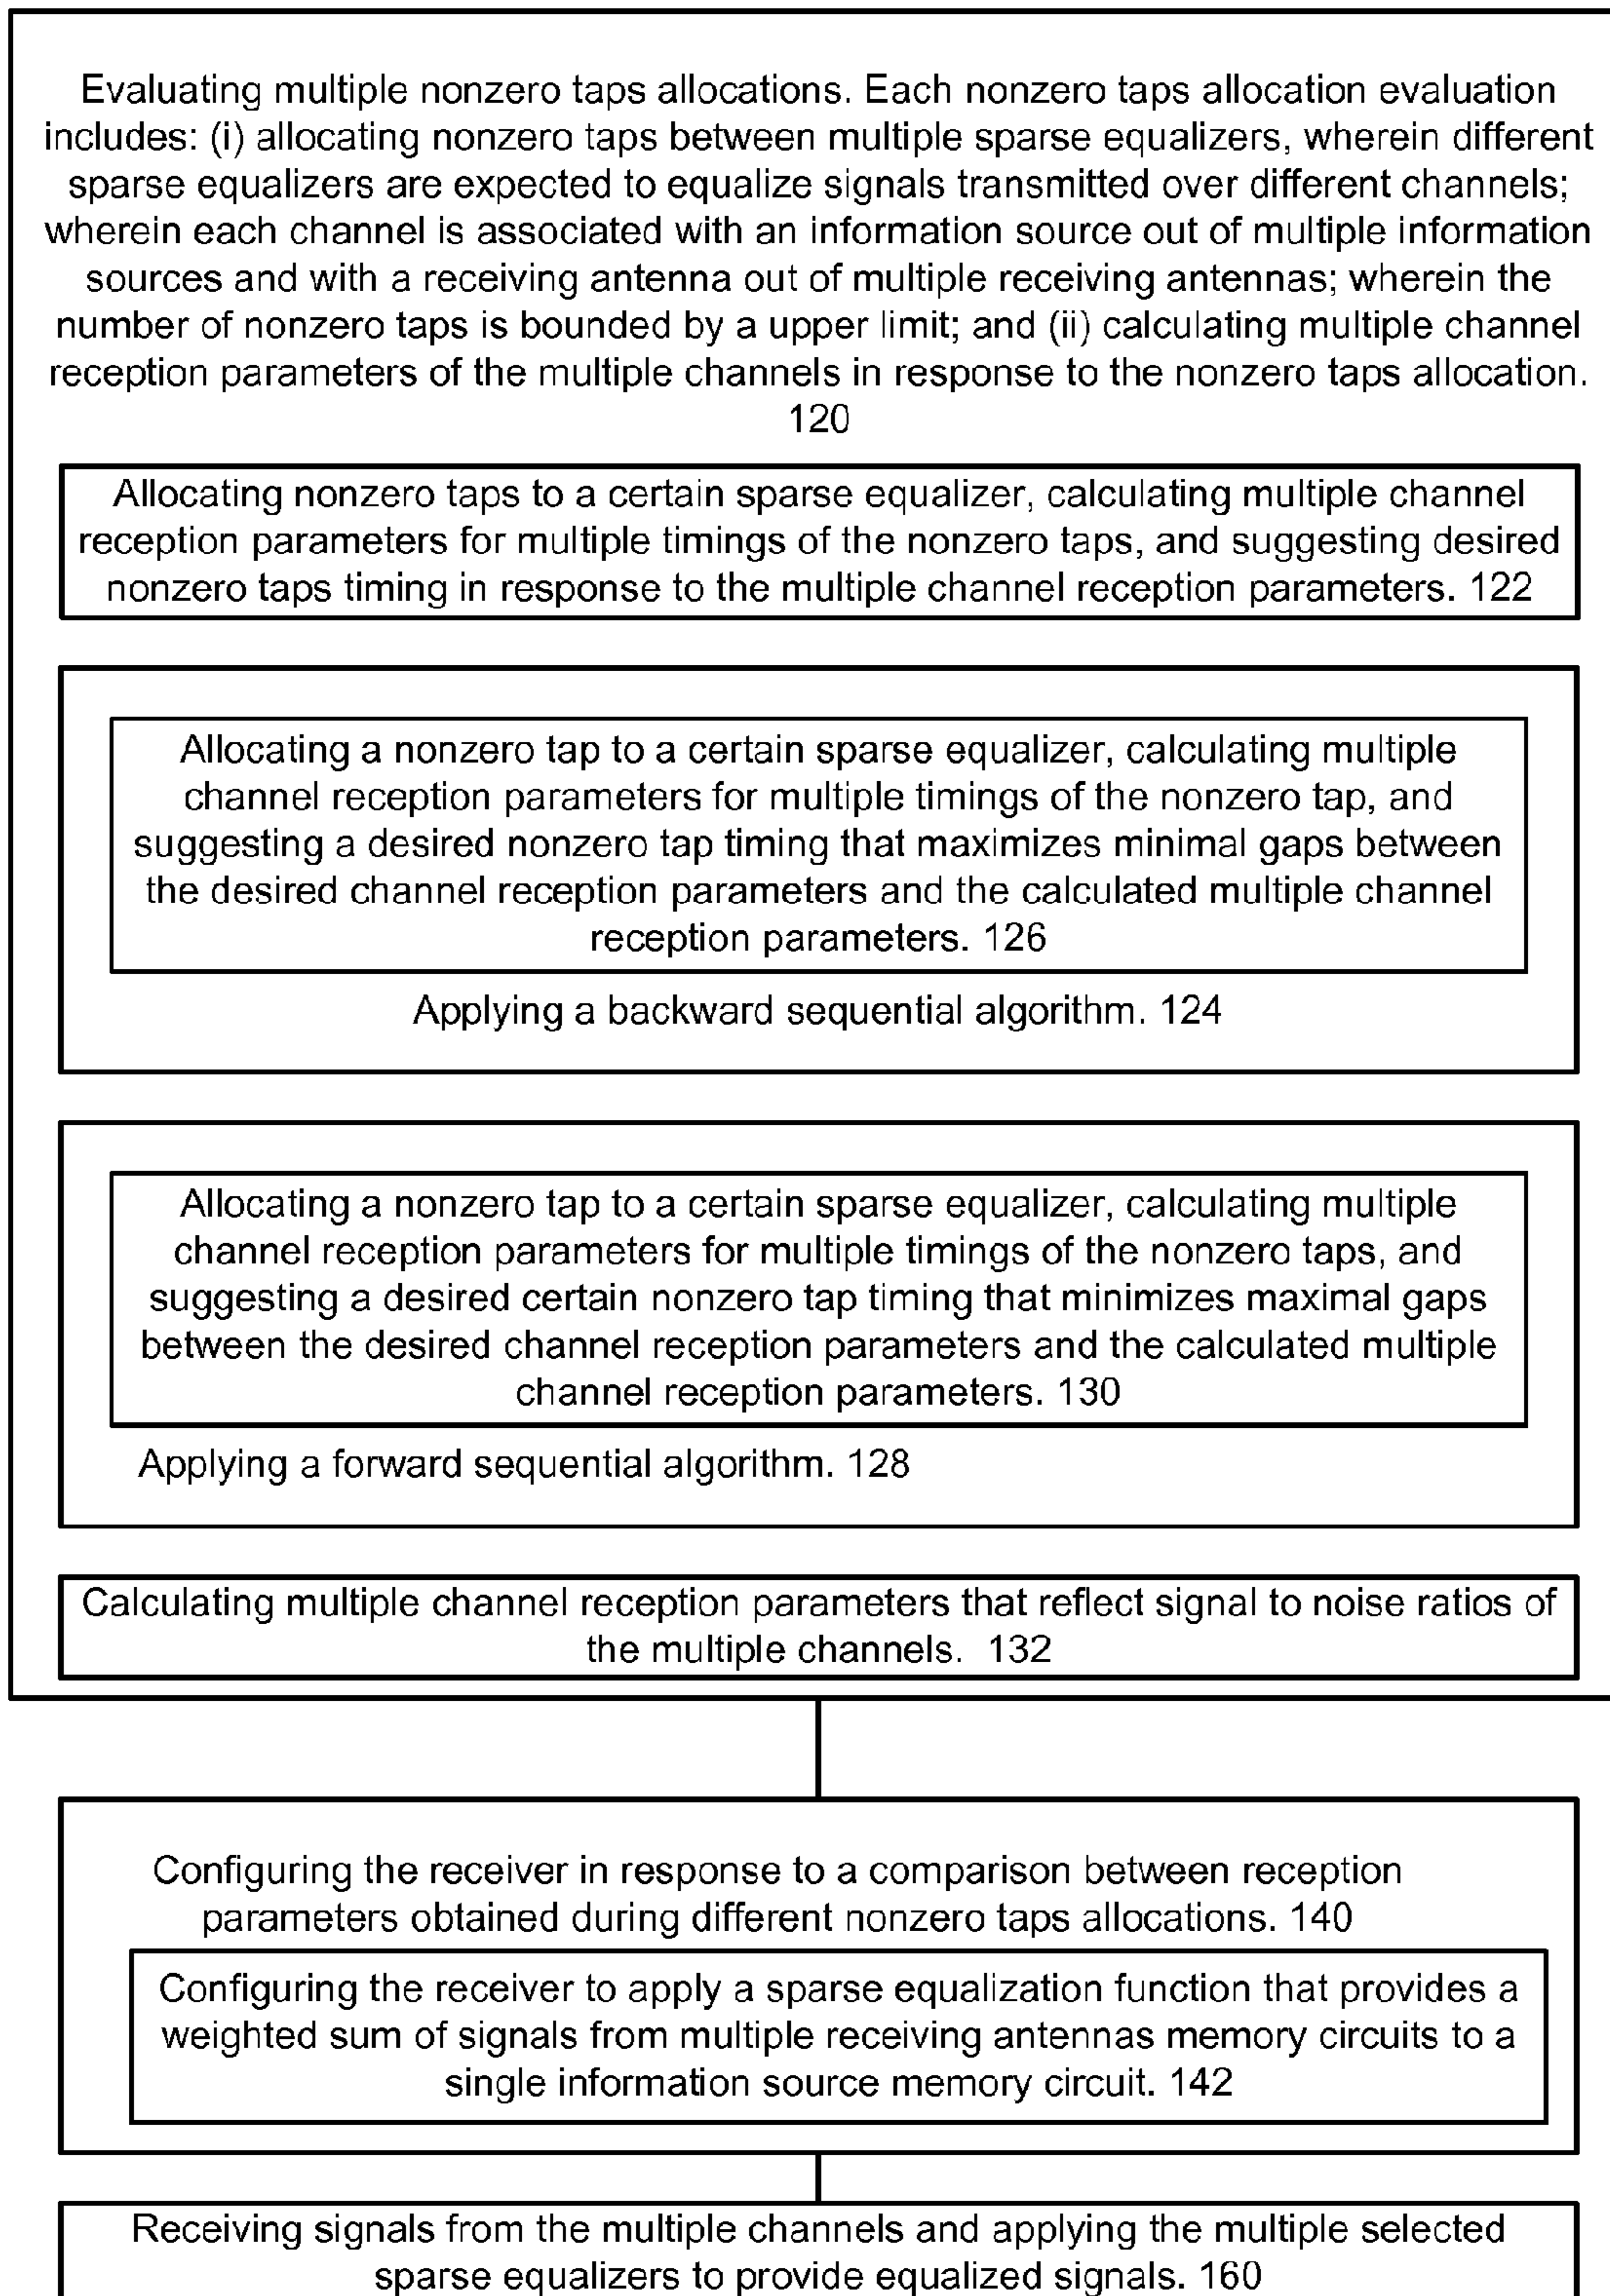 Evaluating multiple nonzero taps allocations. Each nonzero taps allocation evaluation
includes: (i) allocating nonzero taps between multiple sparse equalizers, wherein different
sparse equalizers are expected to equalize signals transmitted over different channels;
wherein each channel is associated with an information source out of multiple information
sources and with a receiving antenna out of multiple receiving antennas; wherein the
number of nonzero taps is bounded by a upper limit; and (ii) calculating multiple channel
reception parameters of the multiple channels in response to the nonzero taps allocation.
120
Allocating nonzero taps to a certain sparse equalizer, calculating multiple channel
reception parameters for multiple timings of the nonzero taps, and suggesting desired
nonzero taps timing in response to the multiple channel reception parameters. 122
Allocating a nonzero tap to a certain sparse equalizer, calculating multiple
channel reception parameters for multiple timings of the nonzero tap, and
suggesting a desired nonzero tap timing that maximizes minimal gaps between
the desired channel reception parameters and the calculated multiple channel
reception parameters. 126
Applying a backward sequential algorithm. 124
Allocating a nonzero tap to a certain sparse equalizer, calculating multiple
channel reception parameters for multiple timings of the nonzero taps, and
suggesting a desired certain nonzero tap timing that minimizes maximal gaps
between the desired channel reception parameters and the calculated multiple
channel reception parameters. 130
Applying a forward sequential algorithm. 128
Calculating multiple channel reception parameters that reflect signal to noise ratios of
the multiple channels. 132
Configuring the receiver in response to a comparison between reception
parameters obtained during different nonzero taps allocations. 140
Configuring the receiver to apply a sparse equalization function that provides a
weighted sum of signals from multiple receiving antennas memory circuits to a
single information source memory circuit. 142
Receiving signals from the multiple channels and applying the multiple selected
sparse equalizers to provide equalized signals. 160